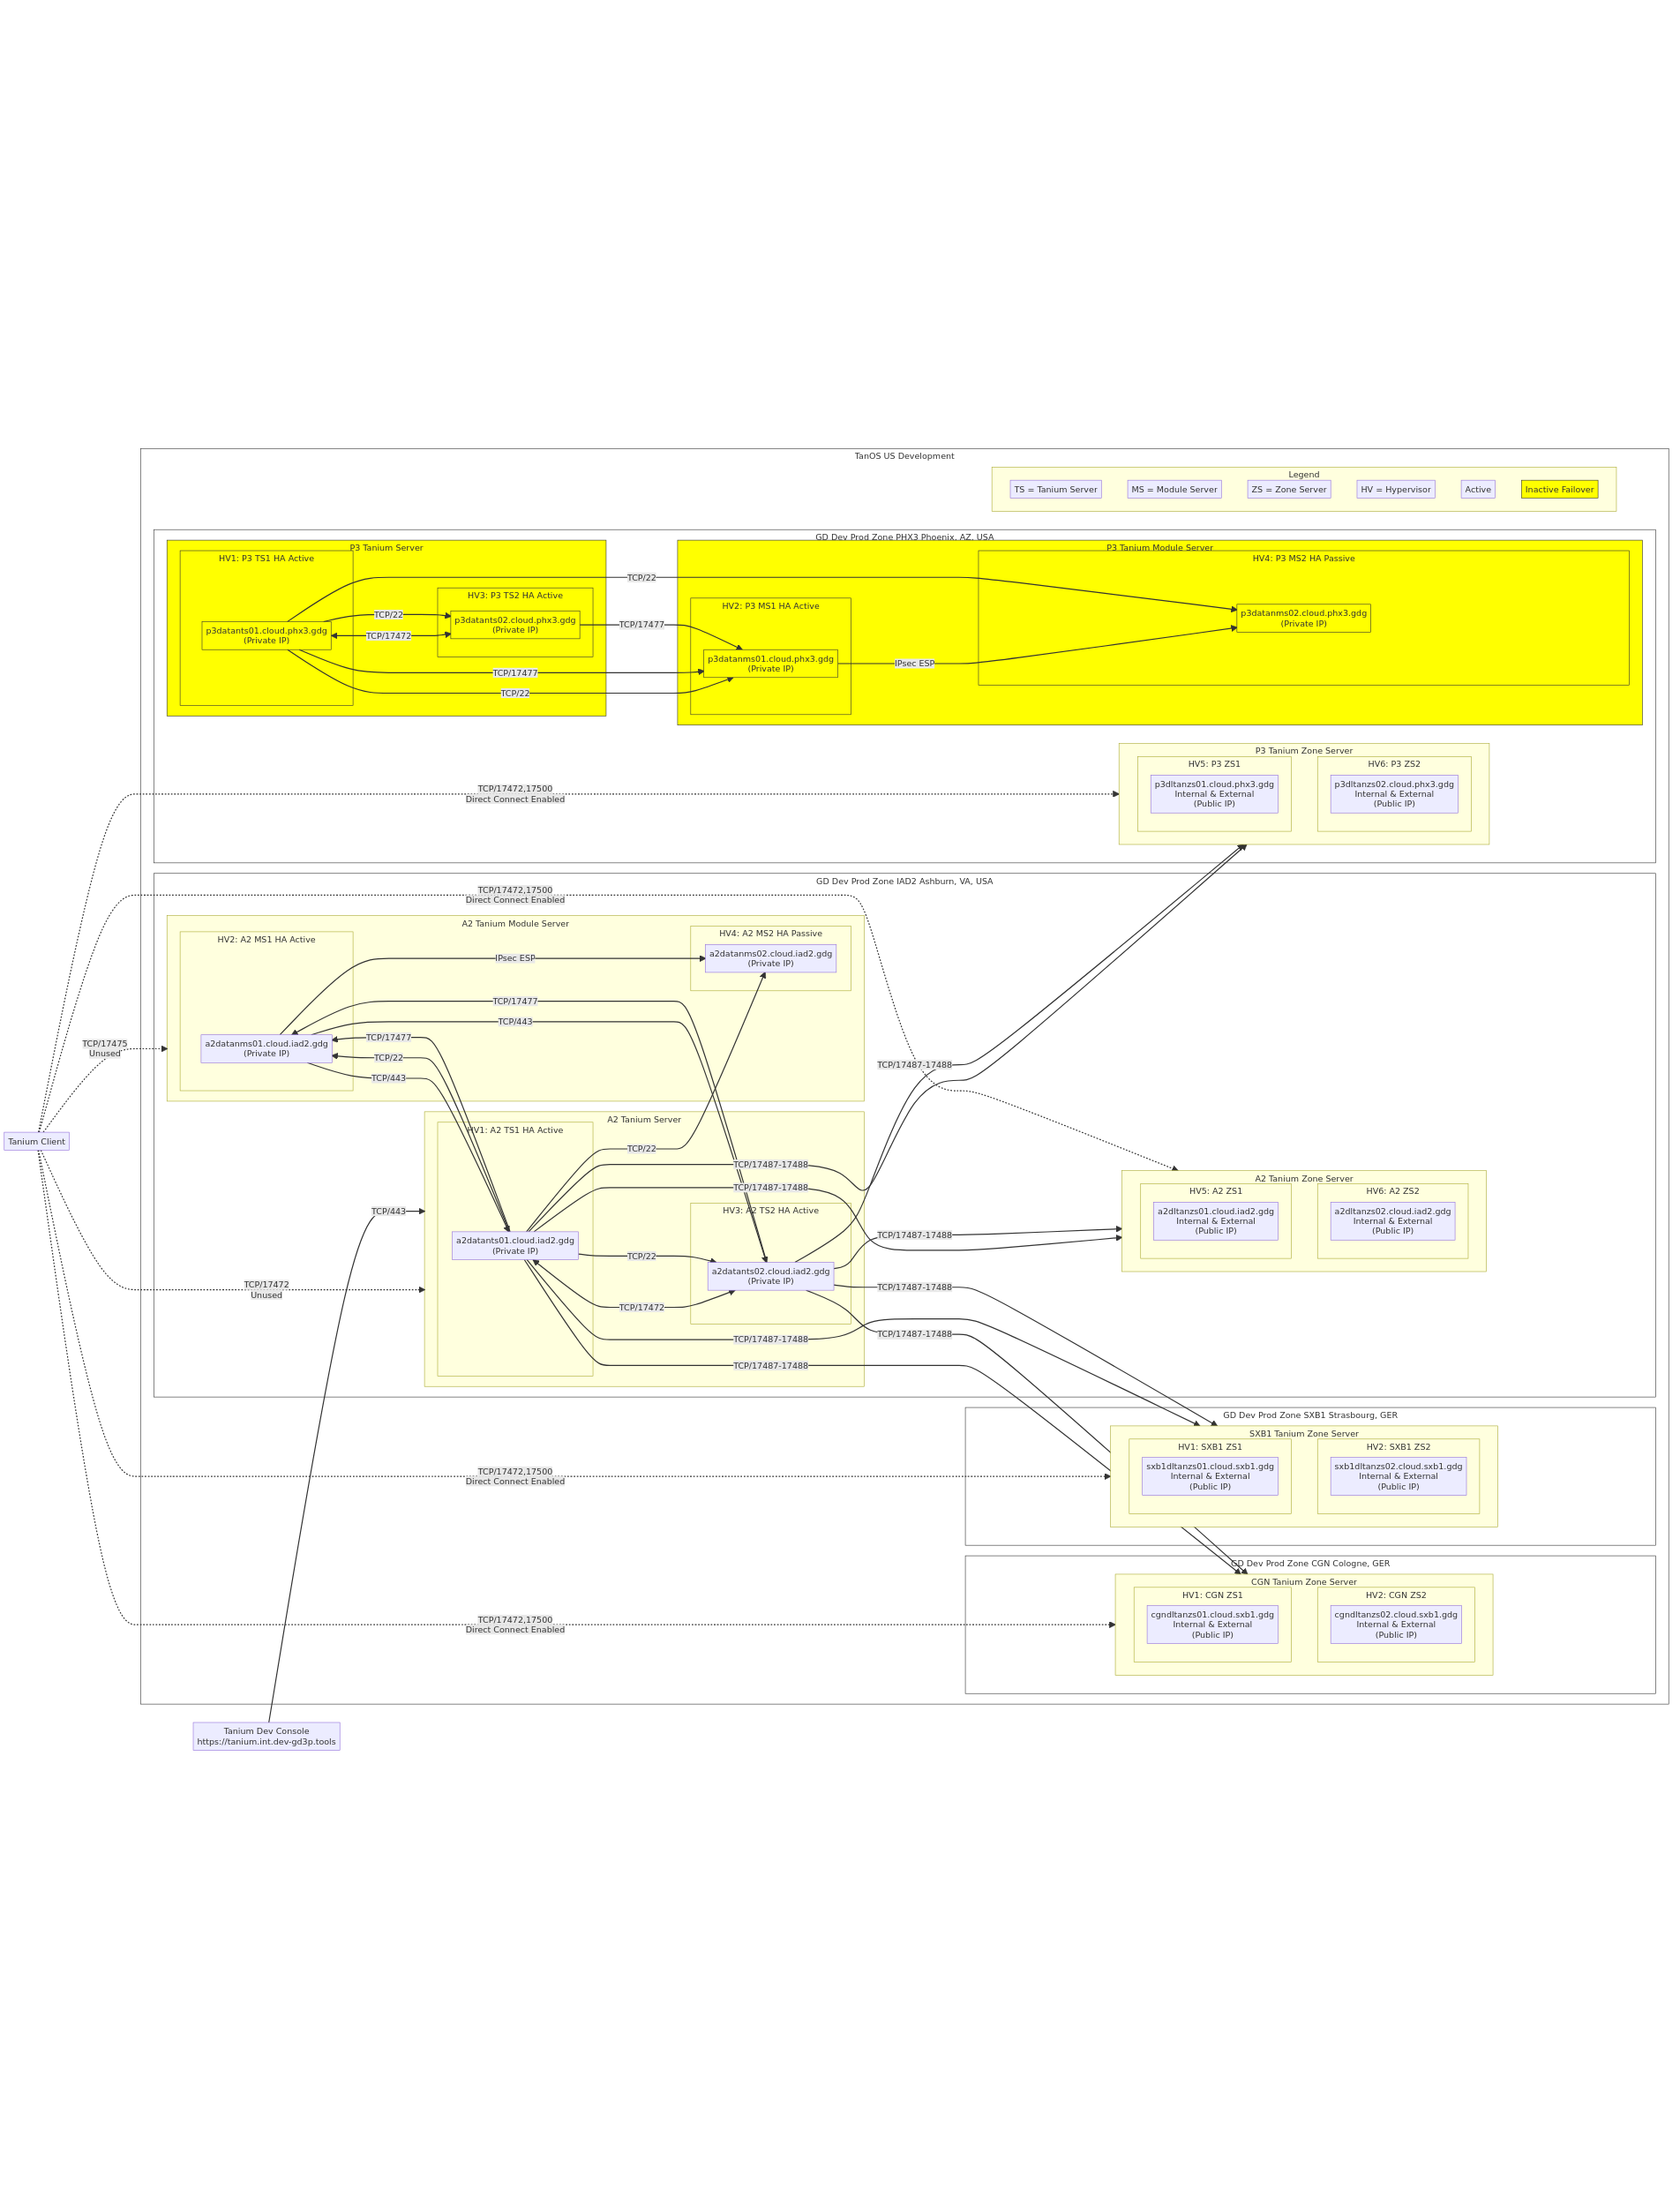 TanOS US Development
Legend
TS = Tanium Server
MS = Module Server
ZS = Zone Server
HV = Hypervisor
Active
Inactive Failover
GD Dev Prod Zone PHX3 Phoenix, AZ, USA
P3 Tanium Server
HV1: P3 TS1 HA Active
p3datants01.cloud.phx3.gdg
(Private IP)
HV3: P3 TS2 HA Active
p3datants02.cloud.phx3.gdg
(Private IP)
TCP/22
TCP/17472
TCP/22
TCP/17477
TCP/17477
TCP/22
P3 Tanium Module Server
HV2: P3 MS1 HA Active
p3datanms01.cloud.phx3.gdg
(Private IP)
IPsec ESP
HV4: P3 MS2 HA Passive
p3datanms02.cloud.phx3.gdg
(Private IP)
P3 Tanium Zone Server
HV5: P3 ZS1
p3dltanzs01.cloud.phx3.gdg
Internal & External
(Public IP)
HV6: P3 ZS2
p3dltanzs02.cloud.phx3.gdg
Internal & External
(Public IP)
TCP/17472,17500
Direct Connect Enabled
GD Dev Prod Zone IAD2 Ashburn, VA, USA
TCP/17472,17500
Direct Connect Enabled
A2 Tanium Module Server
HV2: A2 MS1 HA Active
a2datanms01.cloud.iad2.gdg
(Private IP)
HV4: A2 MS2 HA Passive
a2datanms02.cloud.iad2.gdg
(Private IP)
IPsec ESP
TCP/17477
TCP/443
TCP/17477
TCP/22
TCP/443
TCP/17475
Unused
Tanium Client
A2 Tanium Server
HV1: A2 TS1 HA Active
a2datants01.cloud.iad2.gdg
(Private IP)
HV3: A2 TS2 HA Active
a2datants02.cloud.iad2.gdg
(Private IP)
TCP/22
TCP/17487-17488
TCP/17487-17488
TCP/22
TCP/17472
TCP/17487-17488
TCP/17487-17488
TCP/17487-17488
TCP/17487-17488
TCP/17487-17488
TCP/17487-17488
TCP/443
TCP/17472
Unused
A2 Tanium Zone Server
HV5: A2 ZS1
a2dltanzs01.cloud.iad2.gdg
Internal & External
(Public IP)
HV6: A2 ZS2
a2dltanzs02.cloud.iad2.gdg
Internal & External
(Public IP)
GD Dev Prod Zone SXB1 Strasbourg, GER
SXB1 Tanium Zone Server
HV1: SXB1 ZS1
sxb1dltanzs01.cloud.sxb1.gdg
Internal & External
(Public IP)
HV2: SXB1 ZS2
sxb1dltanzs02.cloud.sxb1.gdg
Internal & External
(Public IP)
TCP/17472,17500
Direct Connect Enabled
GD Dev Prod Zone CGN Cologne, GER
CGN Tanium Zone Server
HV1: CGN ZS1
cgndltanzs01.cloud.sxb1.gdg
Internal & External
(Public IP)
HV2: CGN ZS2
cgndltanzs02.cloud.sxb1.gdg
Internal & External
(Public IP)
TCP/17472,17500
Direct Connect Enabled
Tanium Dev Console
https://tanium.int.dev-gd3p.tools